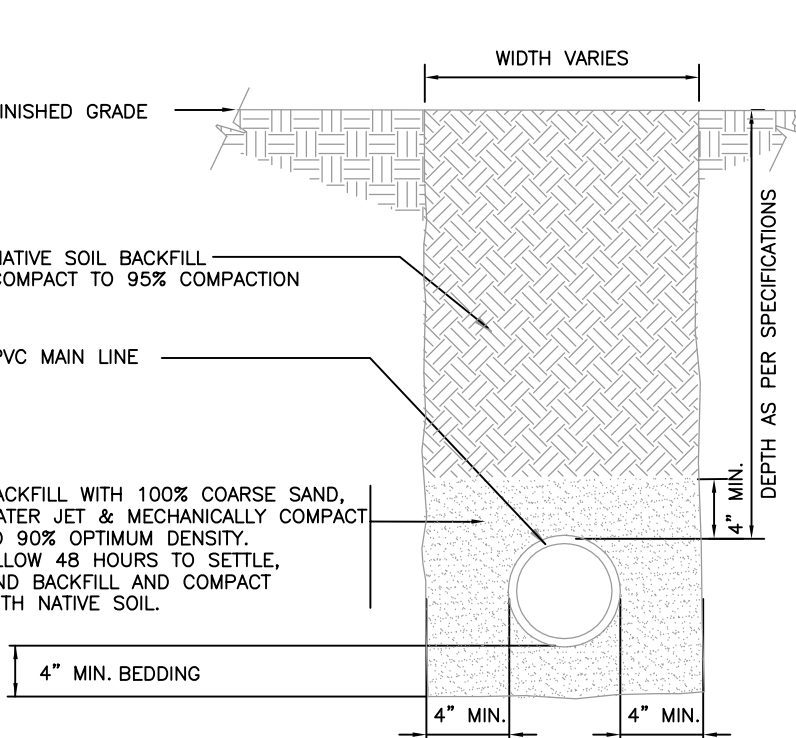 WIDTH VARIES
INISHED GRADE
NATIVE SOIL BACKFILL
COMPACT TO 95% COMPACTION
DEPTH AS PER SPECIFICATIONS
PVC MAIN LINE
4" MIN.
ACKFILL WITH 100% COARSE SAND,
ATER JET & MECHANICALLY COMPACT
O 90% OPTIMUM DENSITY.
LLOW 48 HOURS TO SETTLE,
ND BACKFILL AND COMPACT
TH NATIVE SOIL.
4" MIN. BEDDING
4" MIN.
4" MIN.